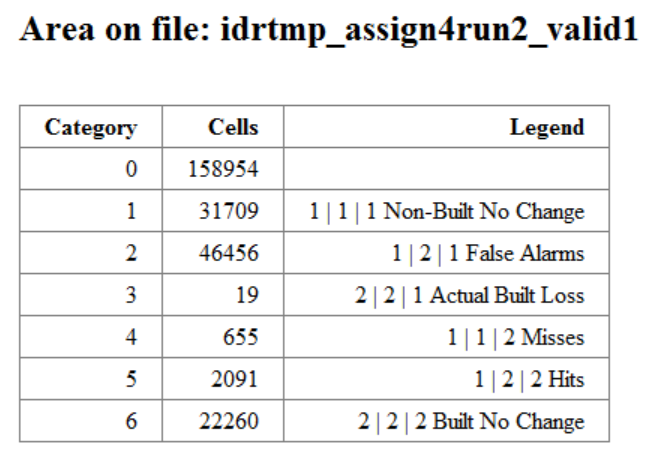 Area on file: idrtmp_assign4run2_valid1
Category Cells Legend
0 158954
1 31709 1 | 1 | 1 Non-Built No Change
2 46456 1 | 2 | 1 False Alarms
3 19 2 | 2 | 1 Actual Built Loss
4 655 1 | 1 | 2 Misses
5 2091 1 | 2 | 2 Hits
6 22260 2 | 2 | 2 Built No Change